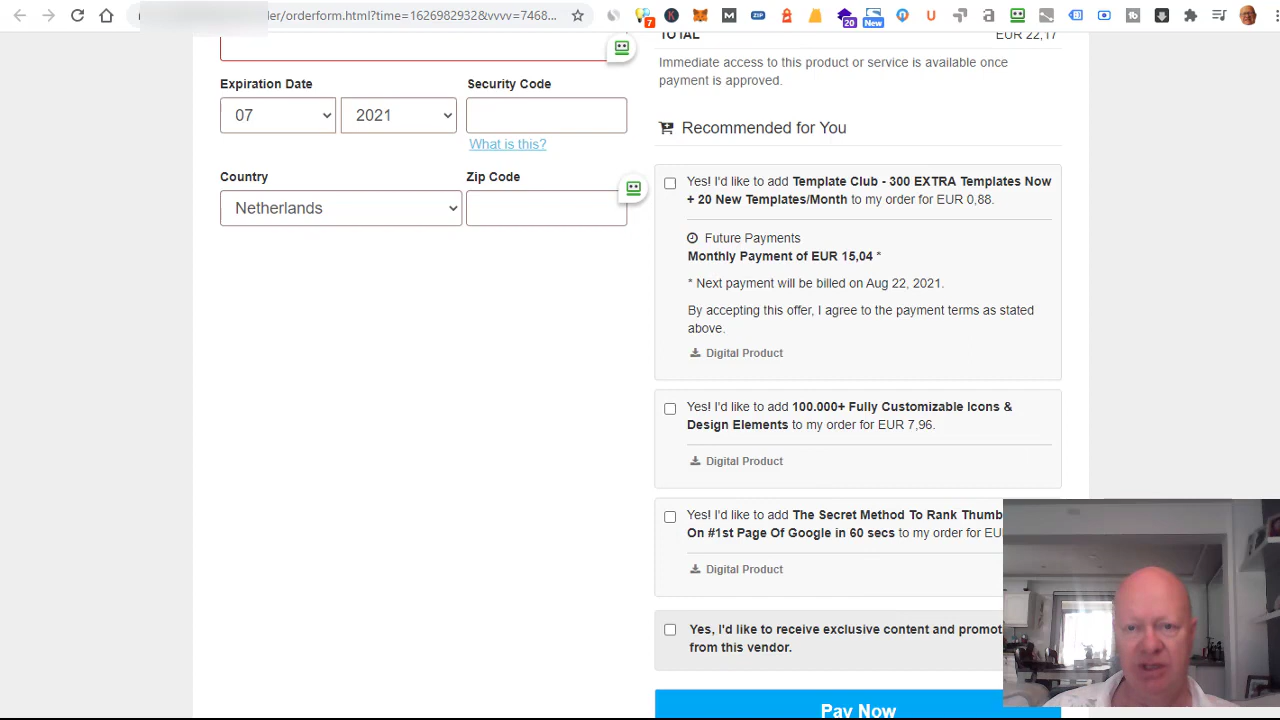 er/orderform.html?time=1626982932&vvvv=7468...
7
ZIP
20
New
TOTAL
EUR 22,17
Immediate access to this product or service is available once
payment is approved.
Expiration Date
Security Code
07
2021
What is this?
Country
Zip Code
Netherlands
Recommended for You
Yes! I'd like to add Template Club - 300 EXTRA Templates Now
+ 20 New Templates/Month to my order for EUR 0,88.
Future Payments
Monthly Payment of EUR 15,04 *
* Next payment will be billed on Aug 22, 2021.
By accepting this offer, I agree to the payment terms as stated
above.
Digital Product
Yes! I'd like to add 100.000+ Fully Customizable Icons &
Design Elements to my order for EUR 7,96.
Digital Product
Yes! I'd like to add The Secret Method To Rank Thumb
On #1st Page Of Google in 60 secs to my order for EU
Digital Product
Yes, I'd like to receive exclusive content and promot
from this vendor.
Pay Now